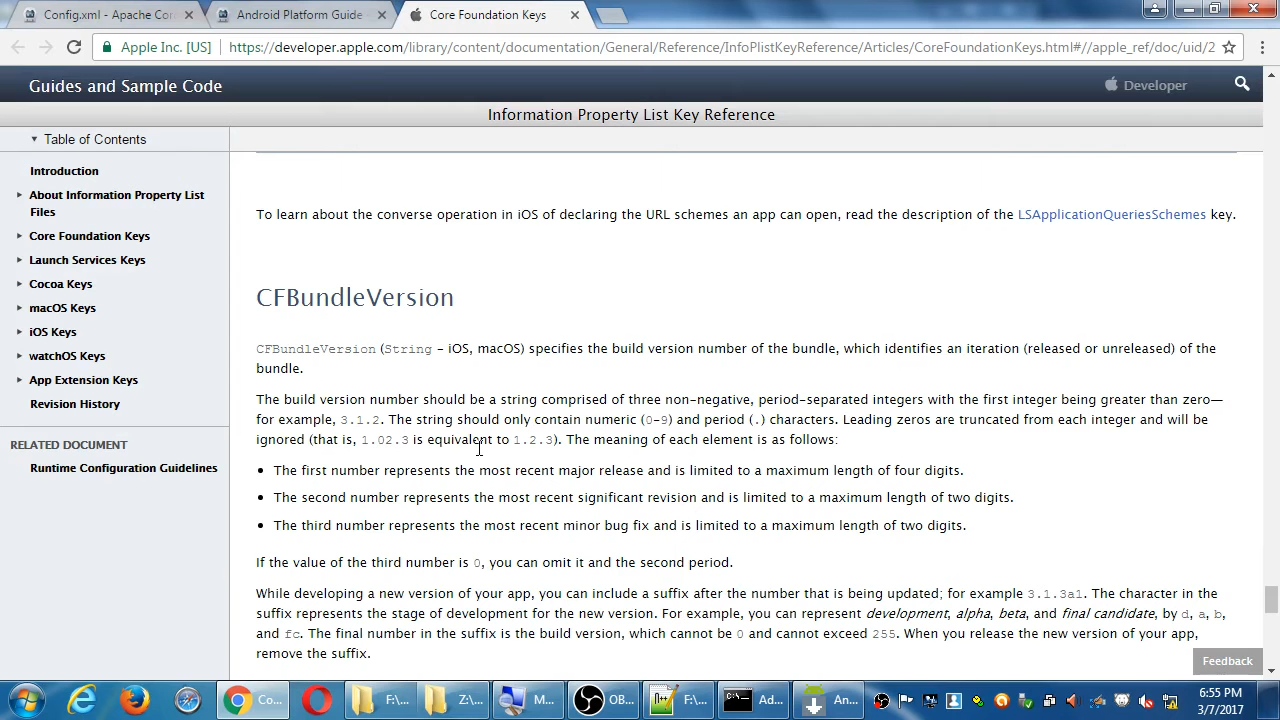 Config.xml - Apache Cor
Android Platform Guide
Core Foundation Keys
Apple Inc. [US]
https://developer.apple.com/library/content/documentation/General/Reference/InfoPlistKeyReference/Articles/CoreFoundationKeys.html#//apple_ref/doc/uid/2
Guides and Sample Code
Developer
Information Property List Key Reference
Table of Contents
Introduction
About Information Property List
Files
Core Foundation Keys
Launch Services Keys
Cocoa Keys
macOS Keys
iOS Keys
watchOS Keys
App Extension Keys
Revision History
RELATED DOCUMENT
Runtime Configuration Guidelines
To learn about the converse operation in iOS of declaring the URL schemes an app can open, read the description of the LSApplicationQueriesSchemes key.
CFBundleVersion
CFBundleVersion (String - iOS, macOS) specifies the build version number of the bundle, which identifies an iteration (released or unreleased) of the
bundle.
The build version number should be a string comprised of three non-negative, period-separated integers with the first integer being greater than zero—
for example, 3.1.2. The string should only contain numeric (0-9) and period (.) characters. Leading zeros are truncated from each integer and will be
ignored (that is, 1.02.3 is equivalent to 1.2.3). The meaning of each element is as follows:
• The first number represents the most recent major release and is limited to a maximum length of four digits.
• The second number represents the most recent significant revision and is limited to a maximum length of two digits.
• The third number represents the most recent minor bug fix and is limited to a maximum length of two digits.
If the value of the third number is 0, you can omit it and the second period.
While developing a new version of your app, you can include a suffix after the number that is being updated; for example 3.1.3a1. The character in the
suffix represents the stage of development for the new version. For example, you can represent development, alpha, beta, and final candidate, by d, a, b,
and fc. The final number in the suffix is the build version, which cannot be 0 and cannot exceed 255. When you release the new version of your app,
remove the suffix.
Feedback
Co...
F:\...
Z:\...
M...
OB...
F:\...
Ad...
An...
6:55 PM
3/7/2017